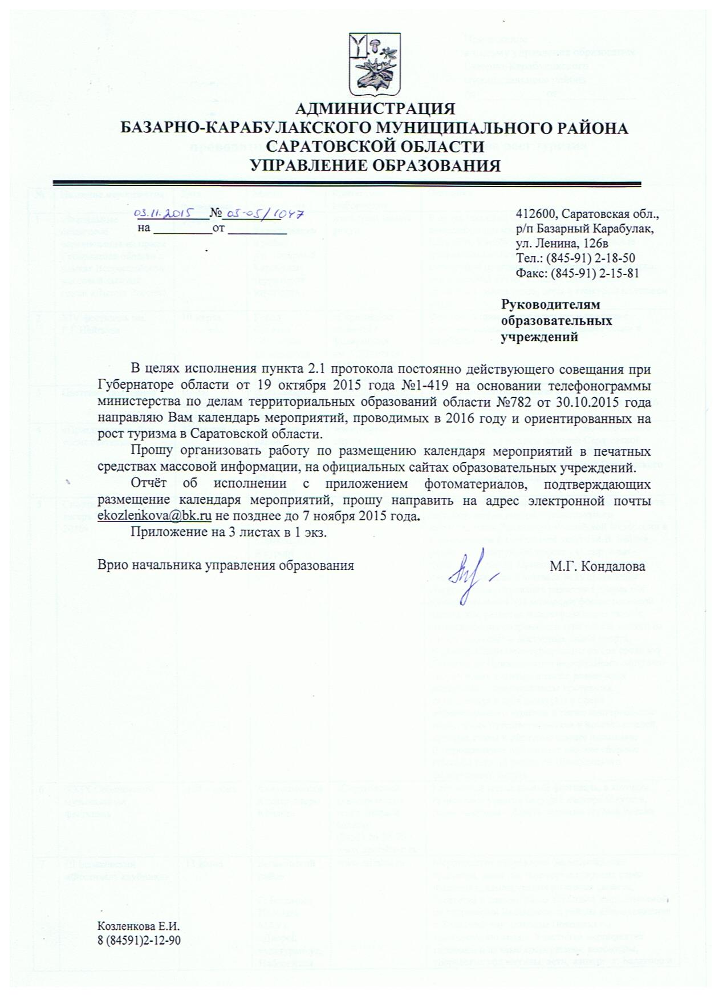 АДМИНИСТРАЦИЯ
БАЗАРНО-КАРАБУЛАКСКОГО МУНИЦИПАЛЬНОГО РАЙОНА
САРАТОВСКОЙ ОБЛАСТИ
УПРАВЛЕНИЕ ОБРАЗОВАНИЯ
03.11.2015 № 03-05/1047
на __________ от __________
412600, Саратовская обл.,
р/п Базарный Карабулак,
ул. Ленина, 126в
Тел.: (845-91) 2-18-50
Факс: (845-91) 2-15-81
Руководителям
образовательных
учреждений
В целях исполнения пункта 2.1 протокола постоянно действующего совещания при
Губернаторе области от 19 октября 2015 года №1-419 на основании телефонограммы
министерства по делам территориальных образований области №782 от 30.10.2015 года
направляю Вам календарь мероприятий, проводимых в 2016 году и ориентированных на
рост туризма в Саратовской области.
Прошу организовать работу по размещению календаря мероприятий в печатных
средствах массовой информации, на официальных сайтах образовательных учреждений.
Отчёт об исполнении с приложением фотоматериалов, подтверждающих
размещение календаря мероприятий, прошу направить на адрес электронной почты
ekozlenkova@bk.ru не позднее до 7 ноября 2015 года.
Приложение на 3 листах в 1 экз.
Врио начальника управления образования М.Г. Кондалова
Козленкова Е.И.
8 (84591)2-12-90